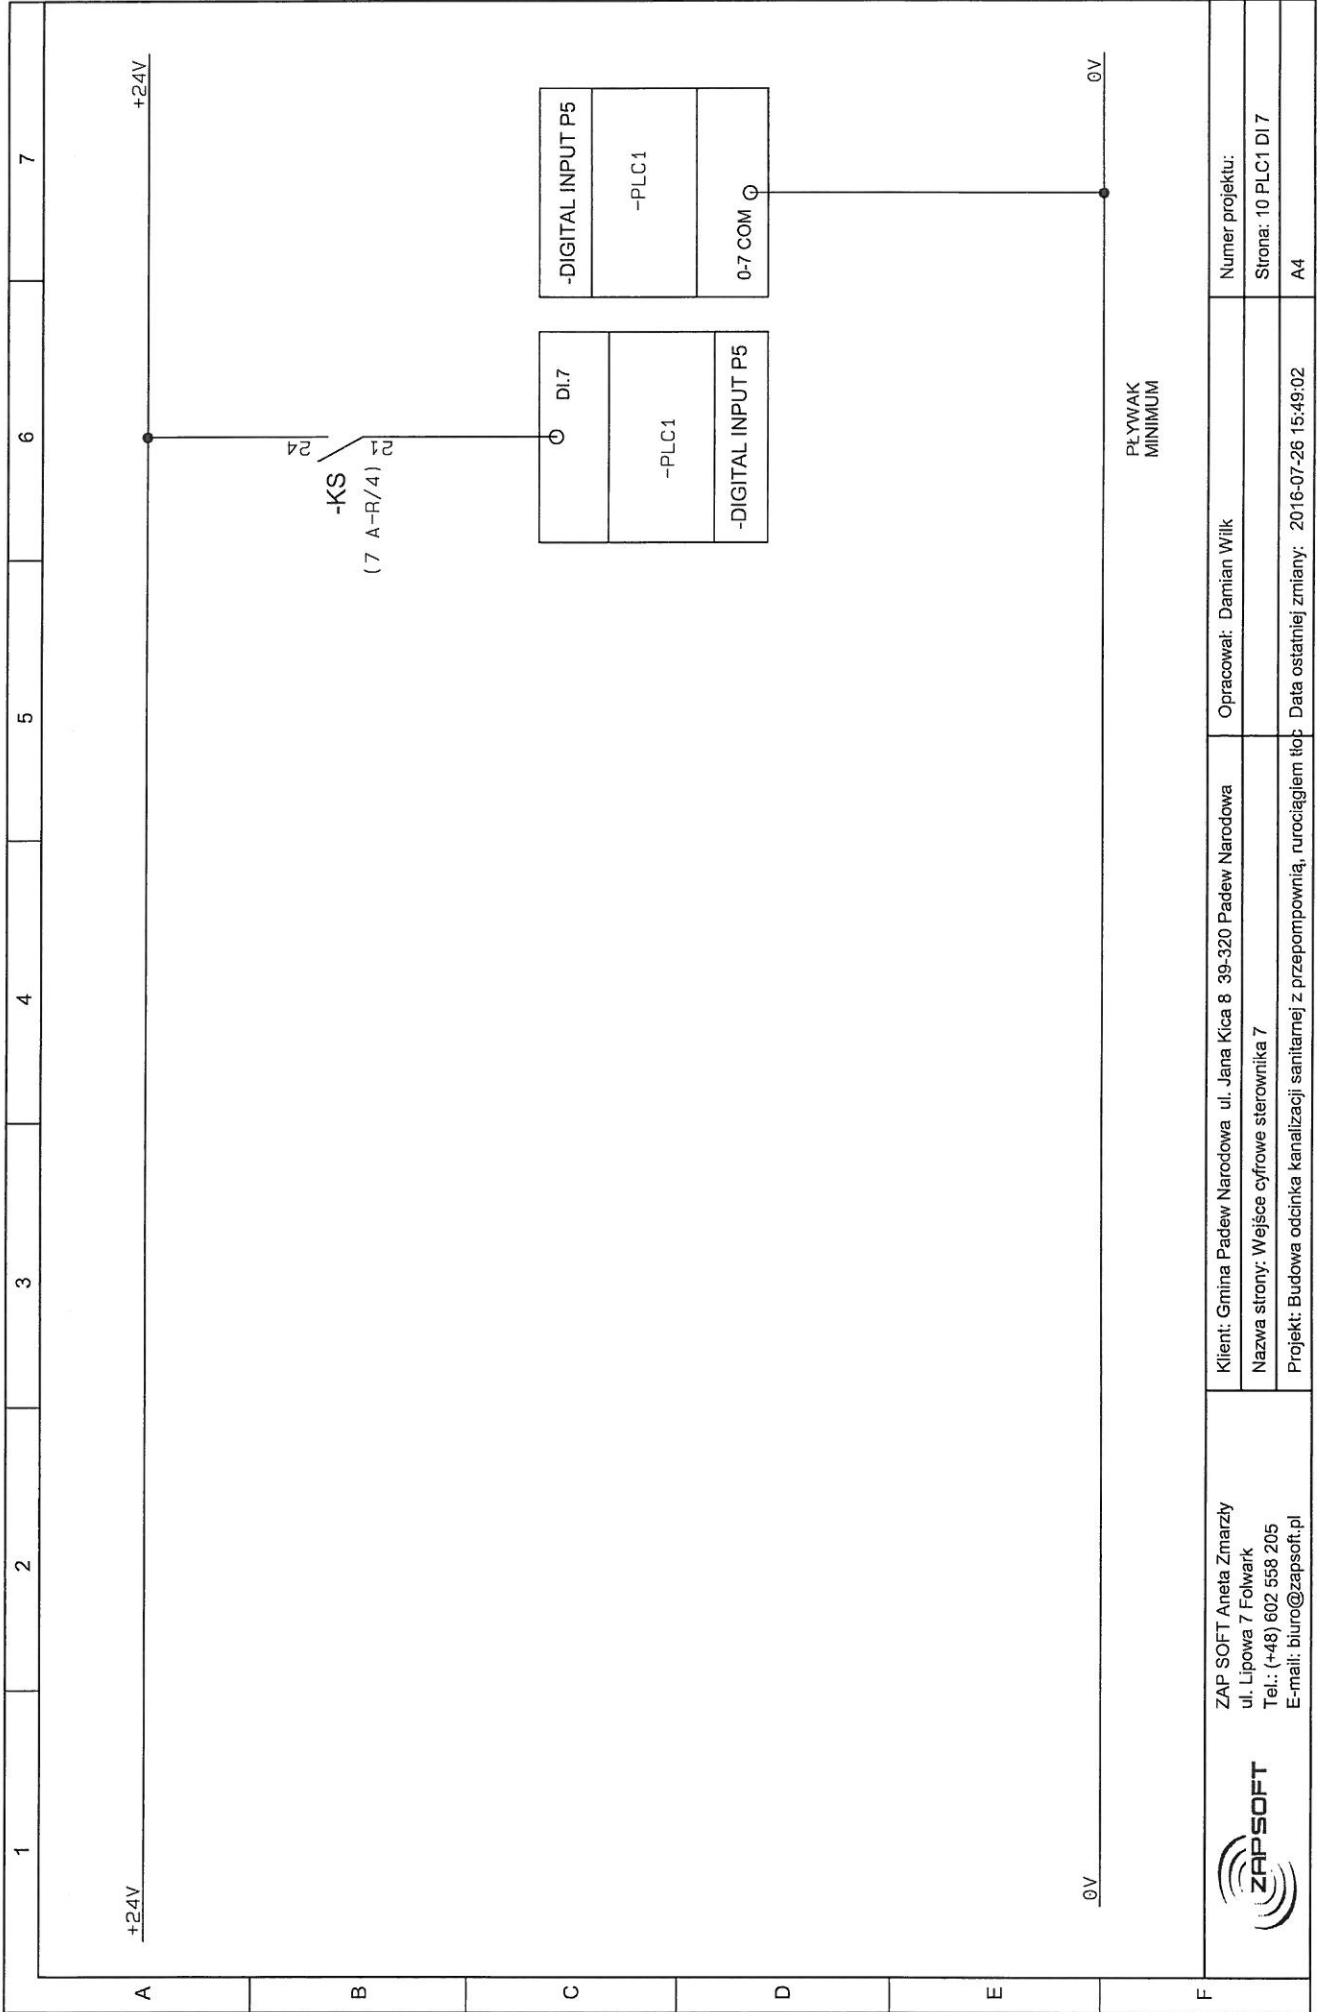 1 2 3 4 5 6 7
A
B
C
D
E
F
+24V
+24V
24
-KS
21
(7 A-R/4)
DI.7
-PLC1
-DIGITAL INPUT P5
-DIGITAL INPUT P5
-PLC1
0-7 COM
0V
0V
PŁYWAK
MINIMUM
ZAPSOFT
ZAP SOFT Aneta Zmarzły
ul. Lipowa 7 Folwark
Tel.: (+48) 602 558 205
E-mail: biuro@zapsoft.pl
Klient: Gmina Padew Narodowa ul. Jana Kica 8 39-320 Padew Narodowa
Nazwa strony: Wejśce cyfrowe sterownika 7
Projekt: Budowa odcinka kanalizacji sanitarnej z przepompownią, rurociągiem tłoc
Opracował: Damian Wilk
Data ostatniej zmiany: 2016-07-26 15:49:02
Numer projektu:
Strona: 10 PLC1 DI 7
A4